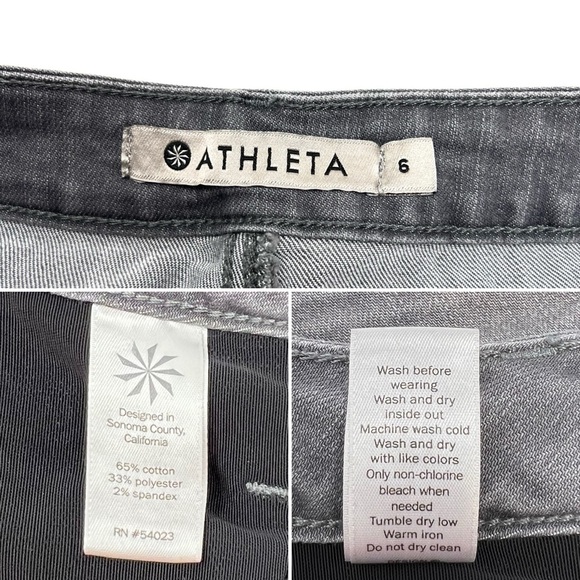 ATHLETA
6
Designed in
Sonoma County,
California
65% cotton
33% polyester
2% spandex
RN #54023
Wash before
wearing
Wash and dry
inside out
Machine wash cold
Wash and dry
with like colors
Only non-chlorine
bleach when
needed
Tumble dry low
Warm iron
Do not dry clean